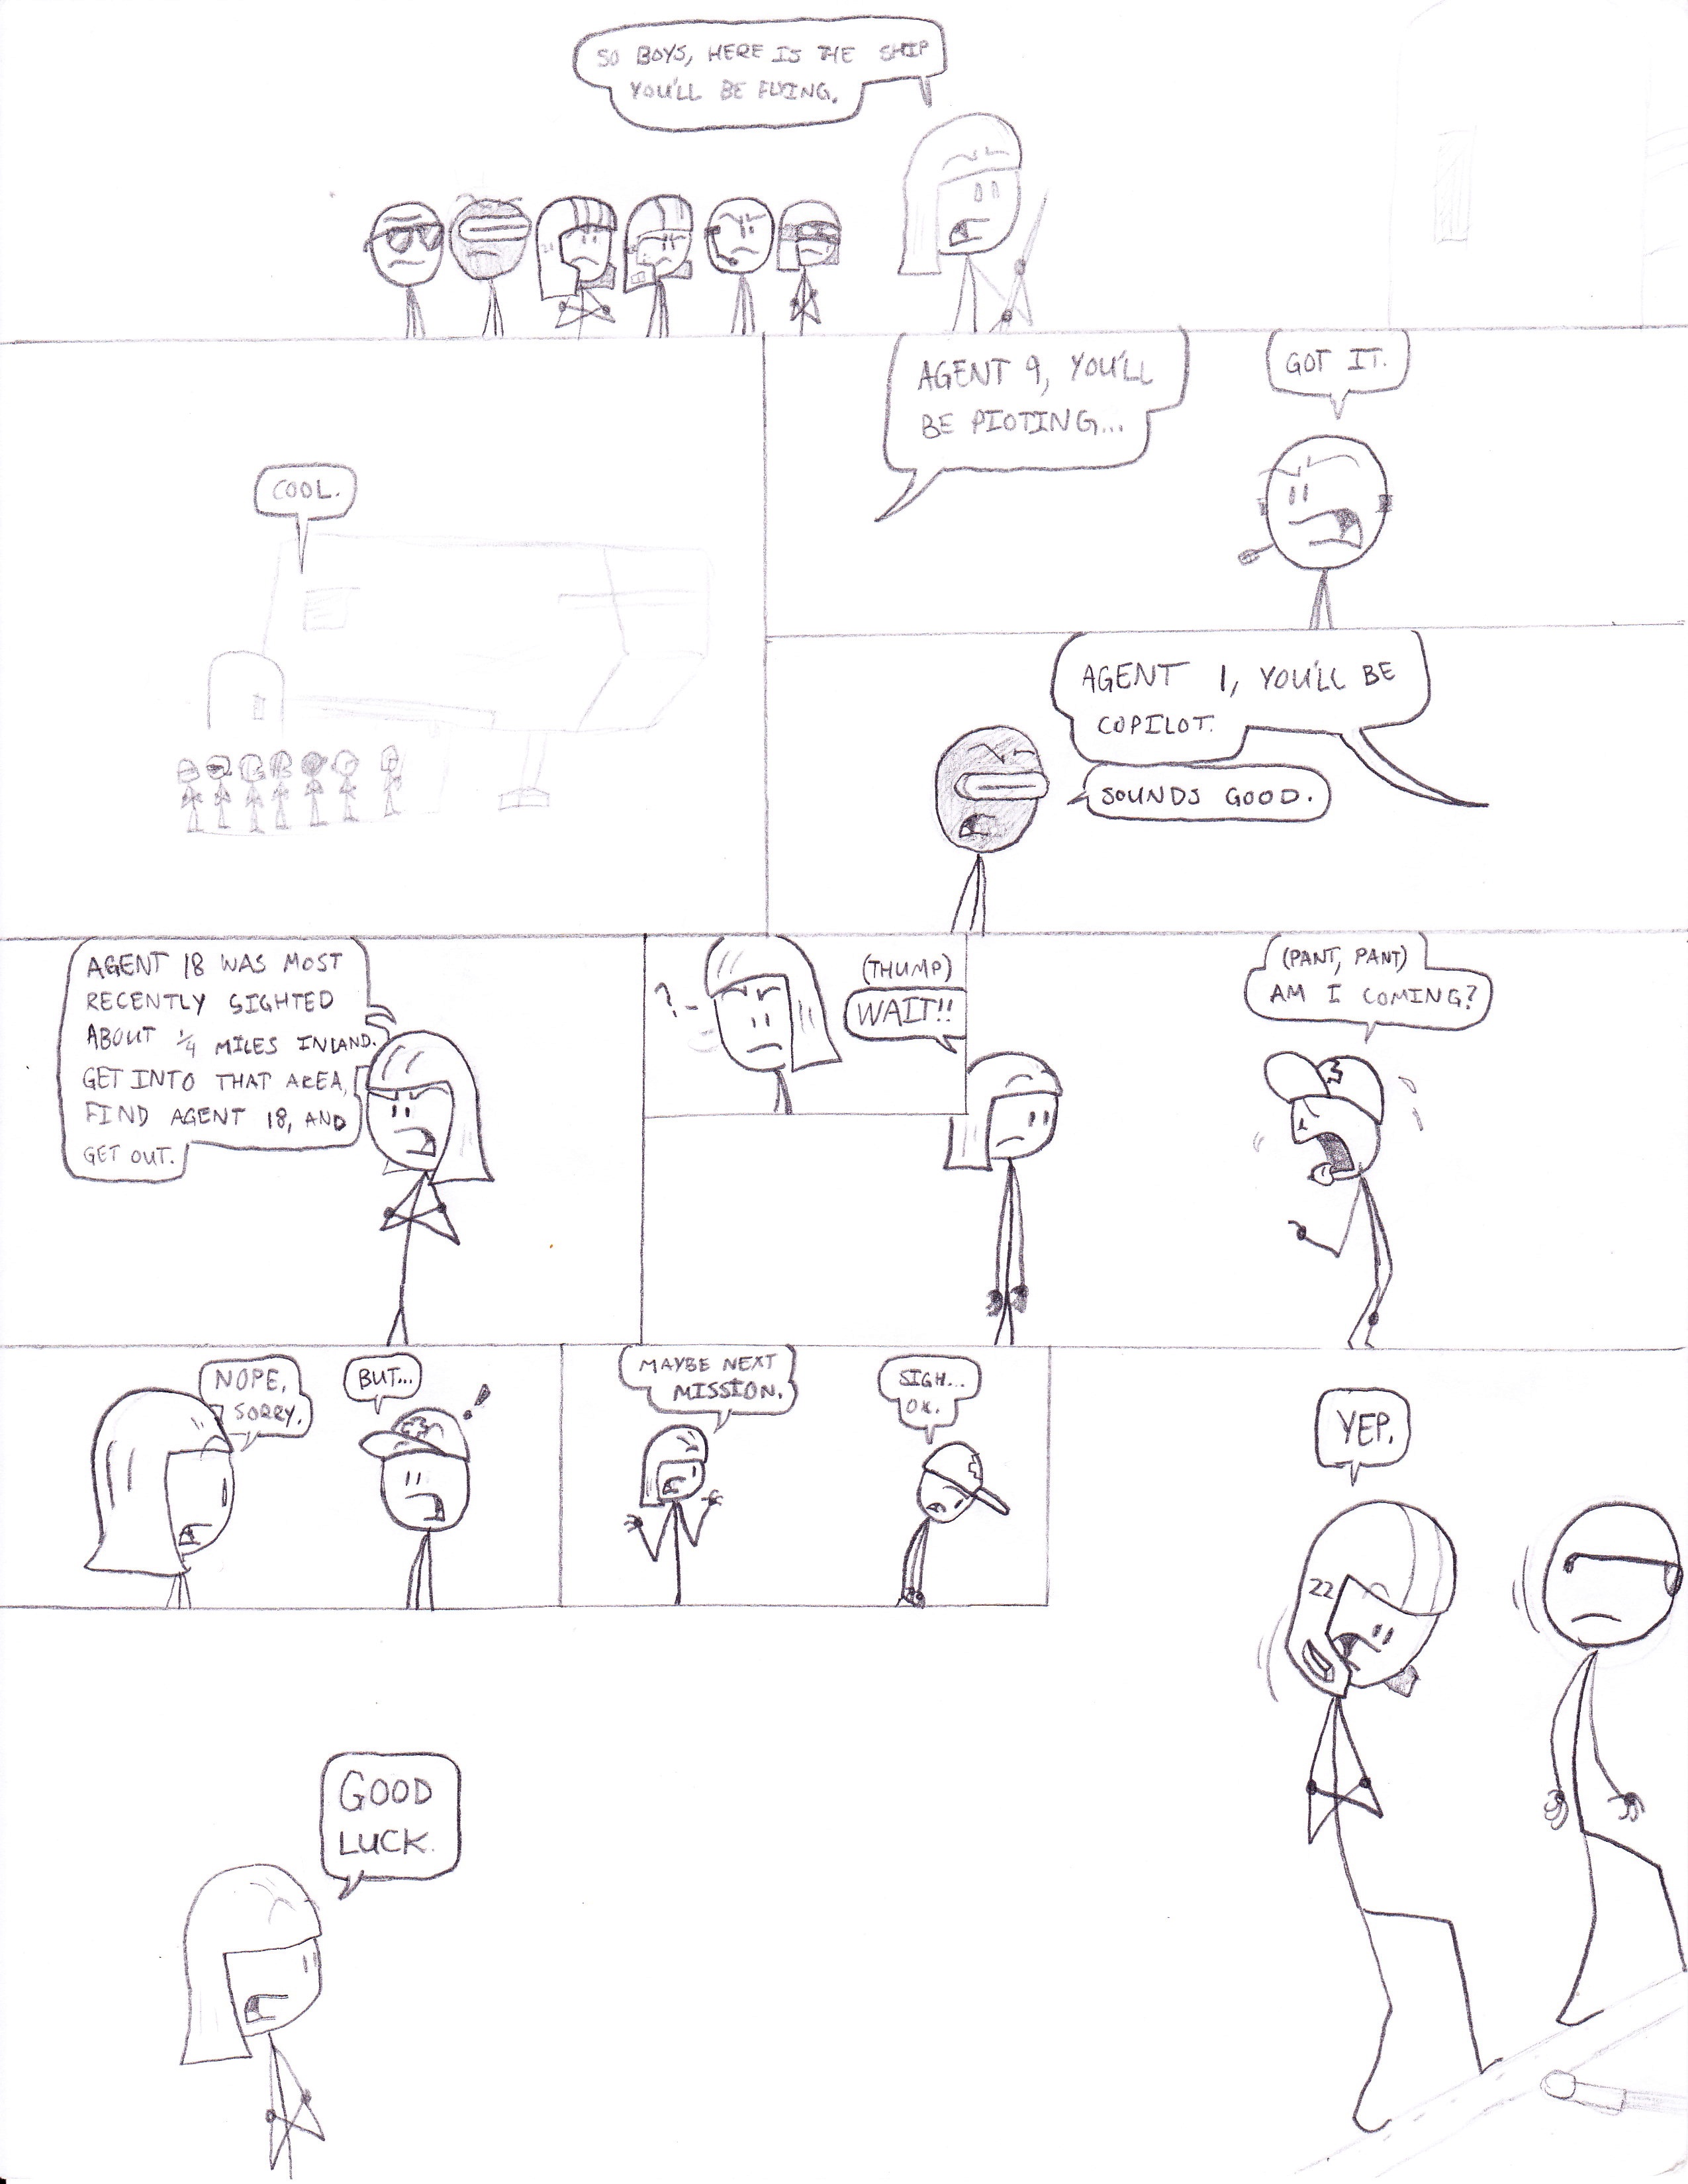 SO BOYS, HERE IS THE SHIP
YOU'LL BE FLYING.
COOL.
AGENT 9, YOU'LL
BE PIOTING...
GOT IT.
AGENT 1, YOU'LL BE
COPILOT.
SOUNDS GOOD.
AGENT 18 WAS MOST
RECENTLY SIGHTED
ABOUT 1/4 MILES INLAND.
GET INTO THAT AREA,
FIND AGENT 18, AND
GET OUT.
?
(THUMP)
WAIT!!
(PANT, PANT)
AM I COMING?
NOPE,
SORRY.
BUT...
!
MAYBE NEXT
MISSION.
SIGH...
OK.
YEP.
22
GOOD
LUCK.